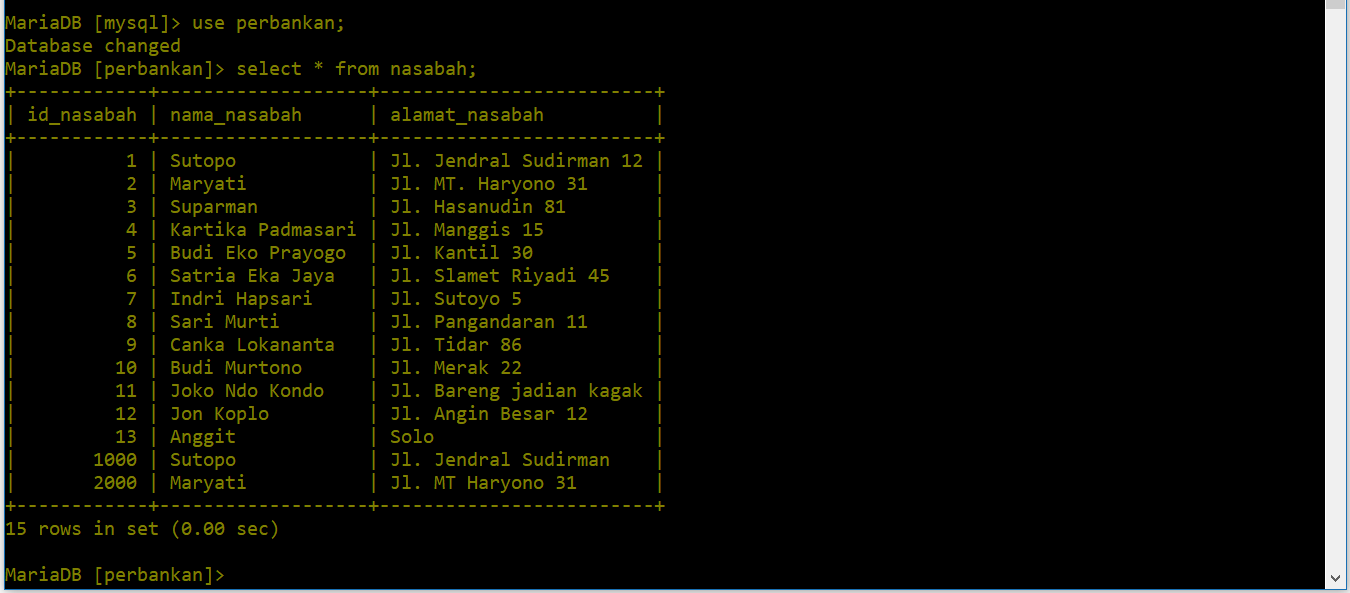 MariaDB [mysql]> use perbankan;
Database changed
MariaDB [perbankan]> select * from nasabah;
+------------+-------------------+-------------------------+
| id_nasabah | nama_nasabah      | alamat_nasabah          |
+------------+-------------------+-------------------------+
|          1 | Sutopo            | Jl. Jendral Sudirman 12 |
|          2 | Maryati           | Jl. MT. Haryono 31      |
|          3 | Suparman          | Jl. Hasanudin 81        |
|          4 | Kartika Padmasari | Jl. Manggis 15          |
|          5 | Budi Eko Prayogo  | Jl. Kantil 30           |
|          6 | Satria Eka Jaya   | Jl. Slamet Riyadi 45    |
|          7 | Indri Hapsari     | Jl. Sutoyo 5            |
|          8 | Sari Murti        | Jl. Pangandaran 11      |
|          9 | Canka Lokananta   | Jl. Tidar 86            |
|         10 | Budi Murtono      | Jl. Merak 22            |
|         11 | Joko Ndo Kondo    | Jl. Bareng jadian kagak |
|         12 | Jon Koplo         | Jl. Angin Besar 12      |
|         13 | Anggit            | Solo                    |
|       1000 | Sutopo            | Jl. Jendral Sudirman    |
|       2000 | Maryati           | Jl. MT Haryono 31       |
+------------+-------------------+-------------------------+
15 rows in set (0.00 sec)
MariaDB [perbankan]>